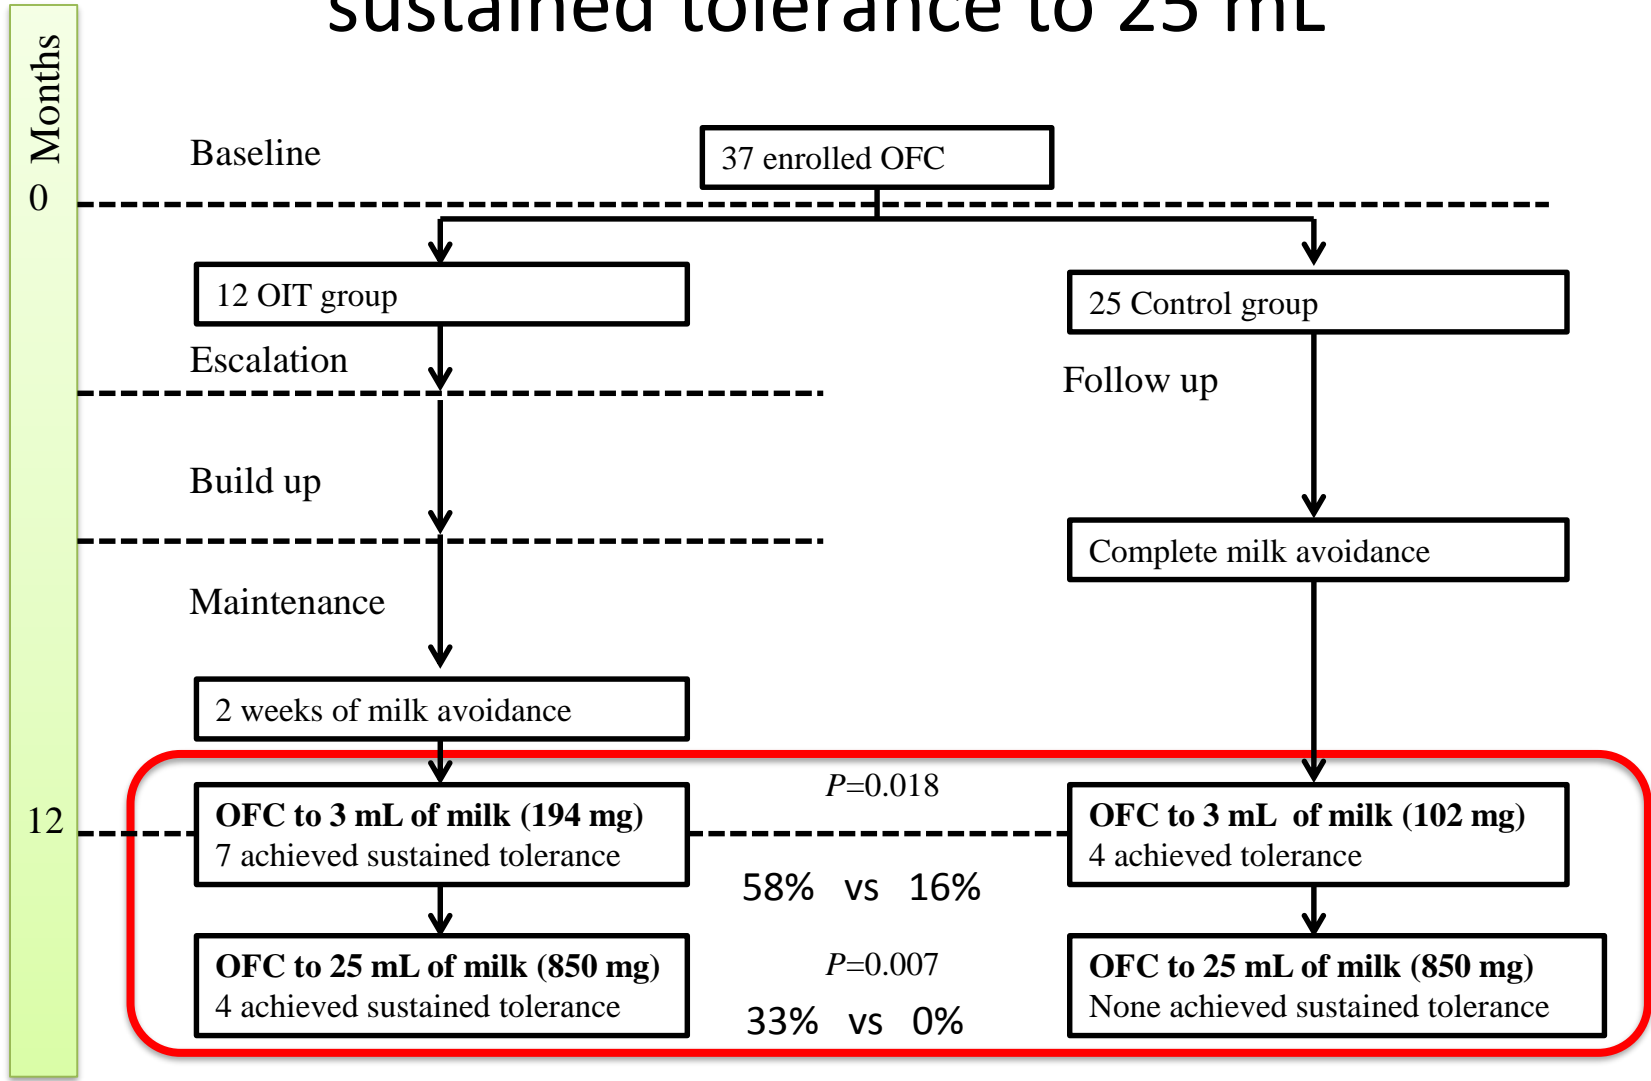 sustained tolerance to 25 mL
Months
Baseline
37 enrolled OFC
0
12 OIT group
25 Control group
Escalation
Follow up
Build up
Complete milk avoidance
Maintenance
2 weeks of milk avoidance
P=0.018
12
OFC to 3 mL of milk (194 mg)
7 achieved sustained tolerance
OFC to 3 mL of milk (102 mg)
4 achieved tolerance
58% vs 16%
P=0.007
OFC to 25 mL of milk (850 mg)
4 achieved sustained tolerance
OFC to 25 mL of milk (850 mg)
None achieved sustained tolerance
33% vs 0%